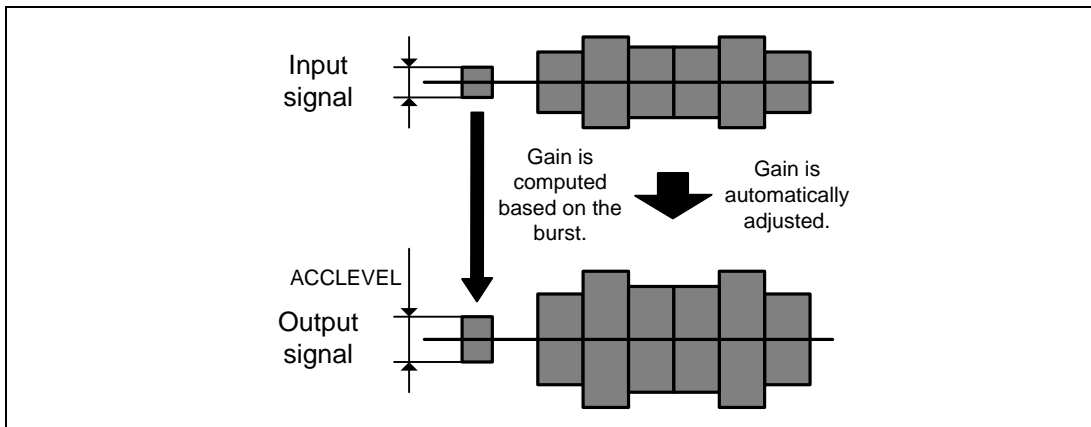 Input
signal
Gain is
computed
based on the
burst.
Gain is
automatically
adjusted.
ACCLEVEL
Output
signal